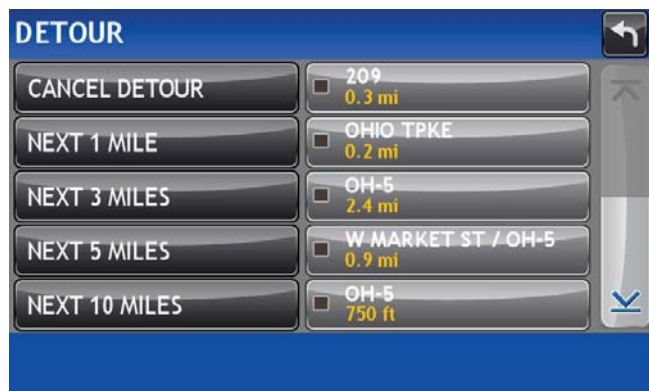 DETOUR
CANCEL DETOUR
209
0.3 mi
NEXT 1 MILE
OHIO TPKE
0.2 mi
NEXT 3 MILES
OH-5
2.4 mi
NEXT 5 MILES
W MARKET ST / OH-5
0.9 mi
NEXT 10 MILES
OH-5
750 ft